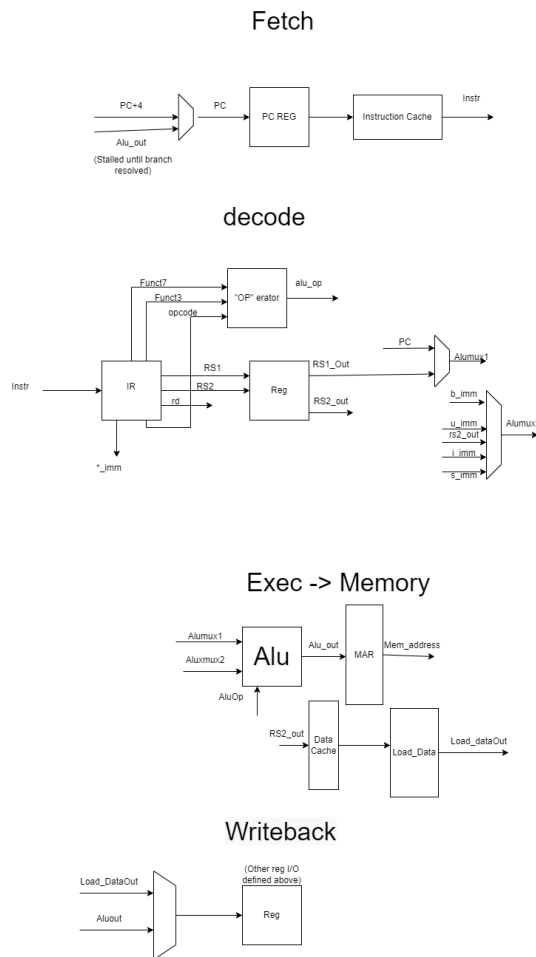 Fetch
PC+4
PC
PC REG
Instruction Cache
Instr
Alu_out
(Stalled until branch
resolved)
decode
Funct7
Funct3
opcode
"OP" erator
alu_op
PC
Alumux1
Instr
IR
RS1
RS2
rd
Reg
RS1_Out
RS2_out
*_imm
b_imm
u_imm
rs2_out
i_imm
s_imm
Alumux
Exec -> Memory
Alumux1
Aluxmux2
AluOp
Alu
Alu_out
MAR
Mem_address
RS2_out
Data
Cache
Load_Data
Load_dataOut
Writeback
Load_DataOut
Aluout
(Other reg I/O
defined above)
Reg